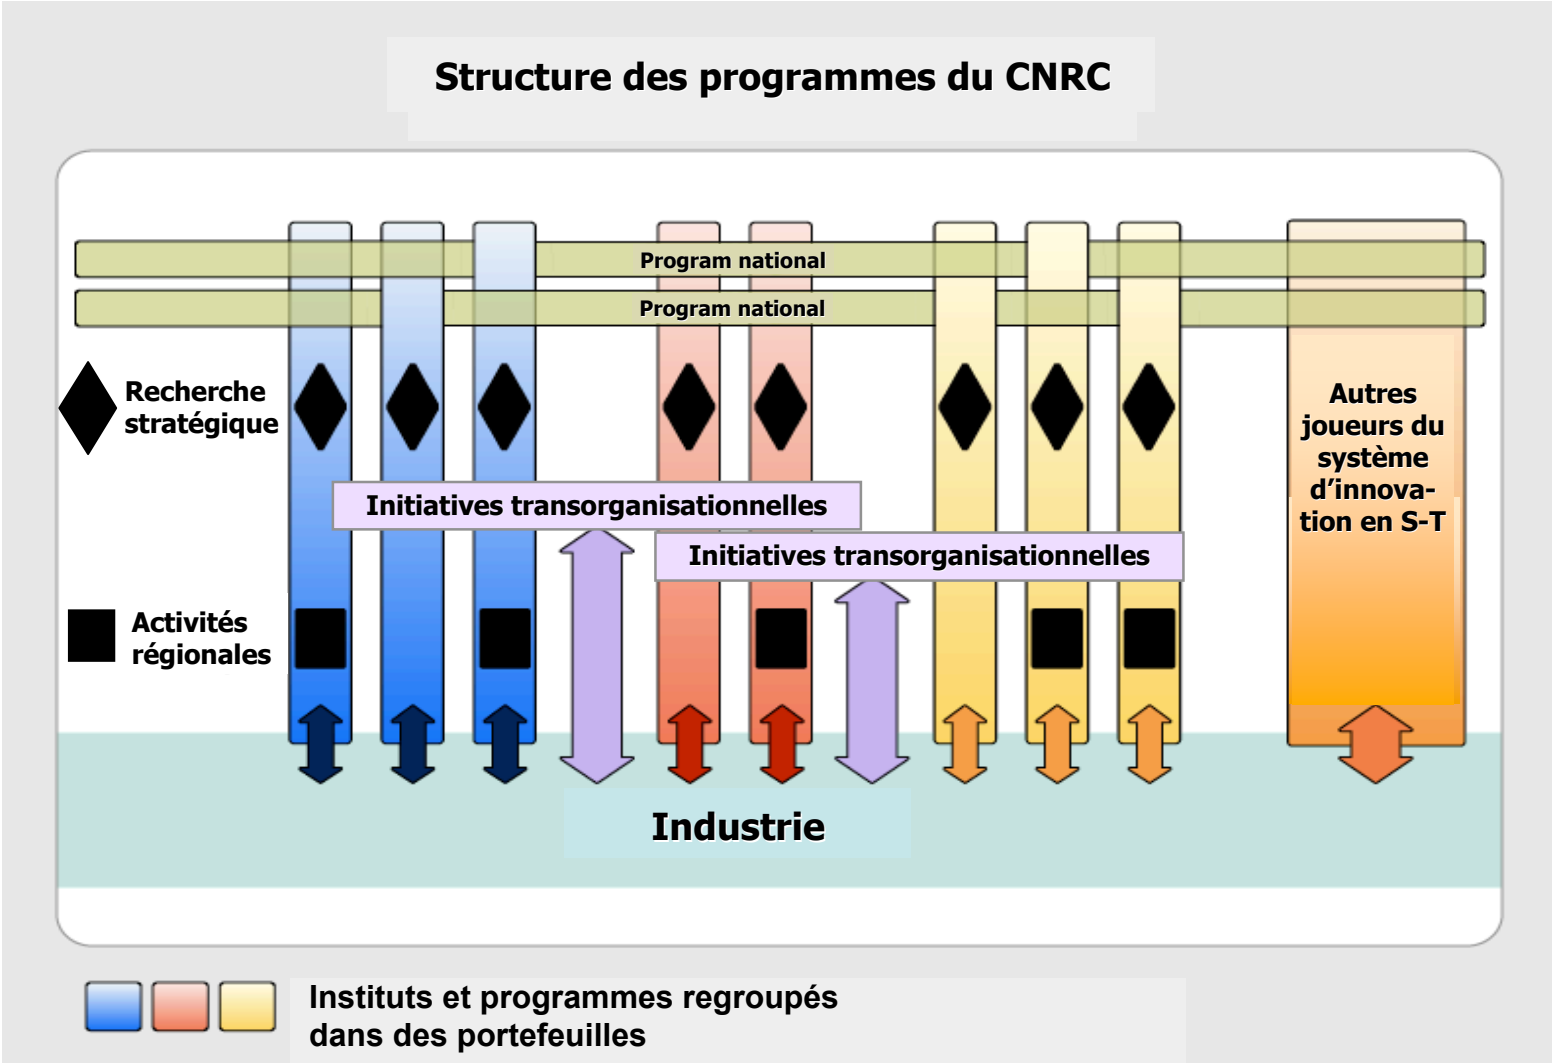 Structure des programmes du CNRC
Program national
Program national
Recherche
stratégique
Autres
joueurs du
système
d’innova-
tion en S-T
Initiatives transorganisationnelles
Initiatives transorganisationnelles
Activités
régionales
Industrie
Instituts et programmes regroupés
dans des portefeuilles